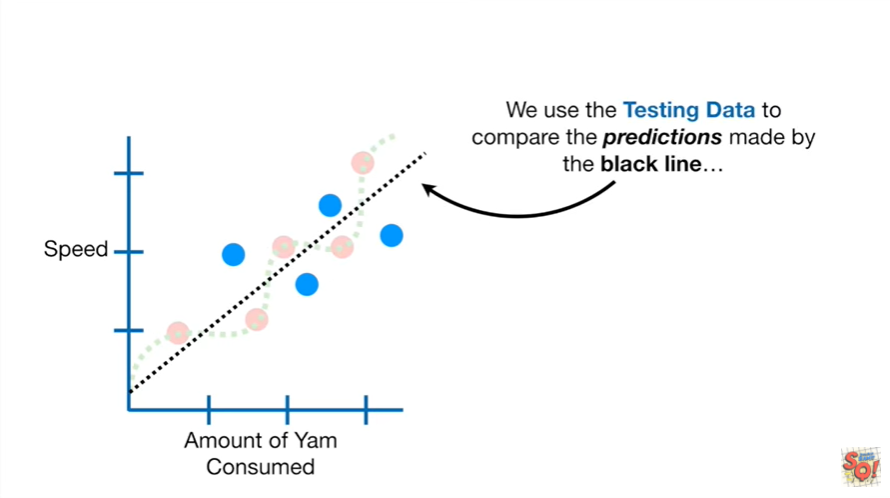 We use the Testing Data to
compare the predictions made by
the black line...
Speed
Amount of Yam
Consumed
SQ!